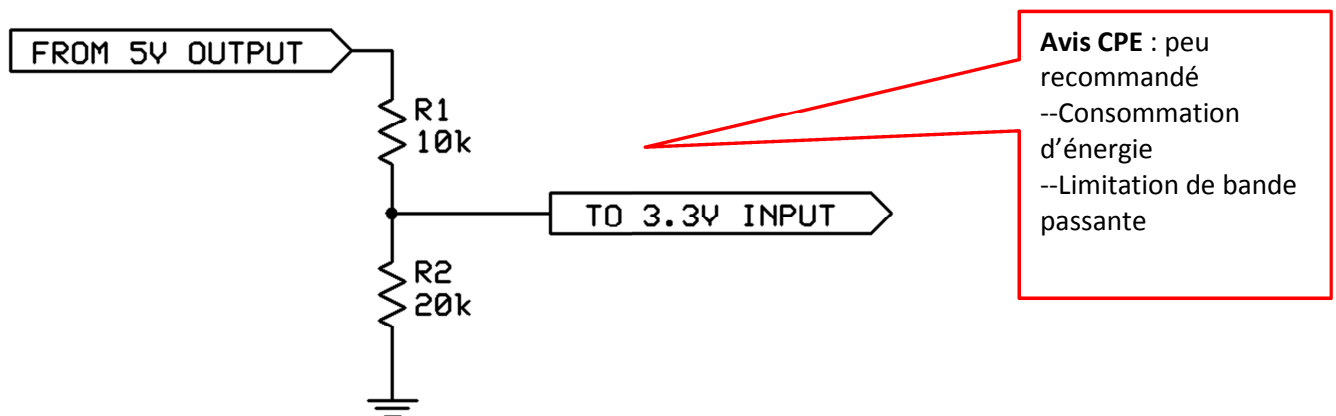 FROM 5V OUTPUT
R1
10k
TO 3.3V INPUT
R2
20k
Avis CPE : peu
recommandé
--Consommation
d’énergie
--Limitation de bande
passante